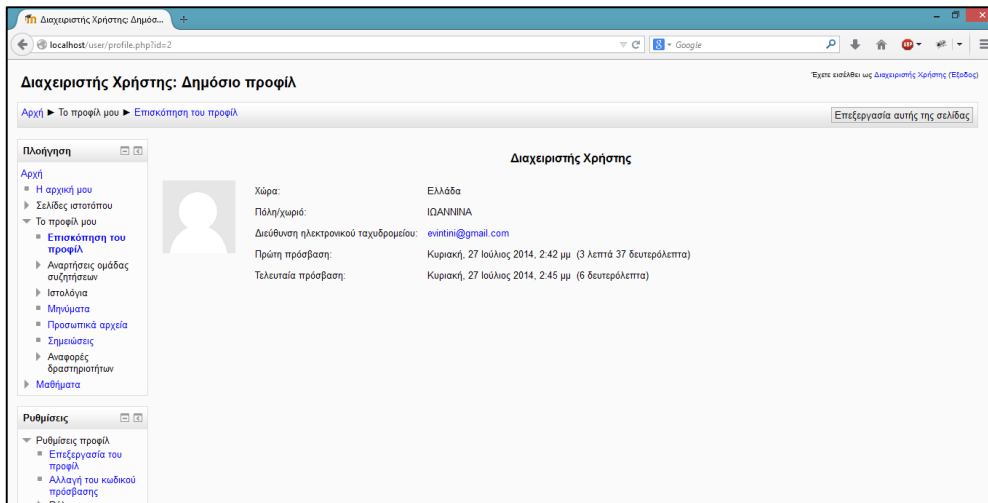 Διαχειριστής Χρήστης: Δημόσ...
localhost/user/profile.php?id=2
Google
ABP
Διαχειριστής Χρήστης: Δημόσιο προφίλ
Έχετε εισέλθει ως Διαχειριστής Χρήστης (Έξοδος)
Αρχή ► Το προφίλ μου ► Επισκόπηση του προφίλ
Επεξεργασία αυτής της σελίδας
Πλοήγηση
Αρχή
Η αρχική μου
Σελίδες ιστοτόπου
Το προφίλ μου
Επισκόπηση του
προφίλ
Αναρτήσεις ομάδας
συζητήσεων
Ιστολόγια
Μηνύματα
Προσωπικά αρχεία
Σημειώσεις
Αναφορές
δραστηριοτήτων
Μαθήματα
Ρυθμίσεις
Ρυθμίσεις προφίλ
Επεξεργασία του
προφίλ
Αλλαγή του κωδικού
πρόσβασης
Διαχειριστής Χρήστης
Χώρα: Ελλάδα
Πόλη/χωριό: ΙΩΑΝΝΙΝΑ
Διεύθυνση ηλεκτρονικού ταχυδρομείου: evintini@gmail.com
Πρώτη πρόσβαση: Κυριακή, 27 Ιούλιος 2014, 2:42 μμ (3 λεπτά 37 δευτερόλεπτα)
Τελευταία πρόσβαση: Κυριακή, 27 Ιούλιος 2014, 2:45 μμ (6 δευτερόλεπτα)